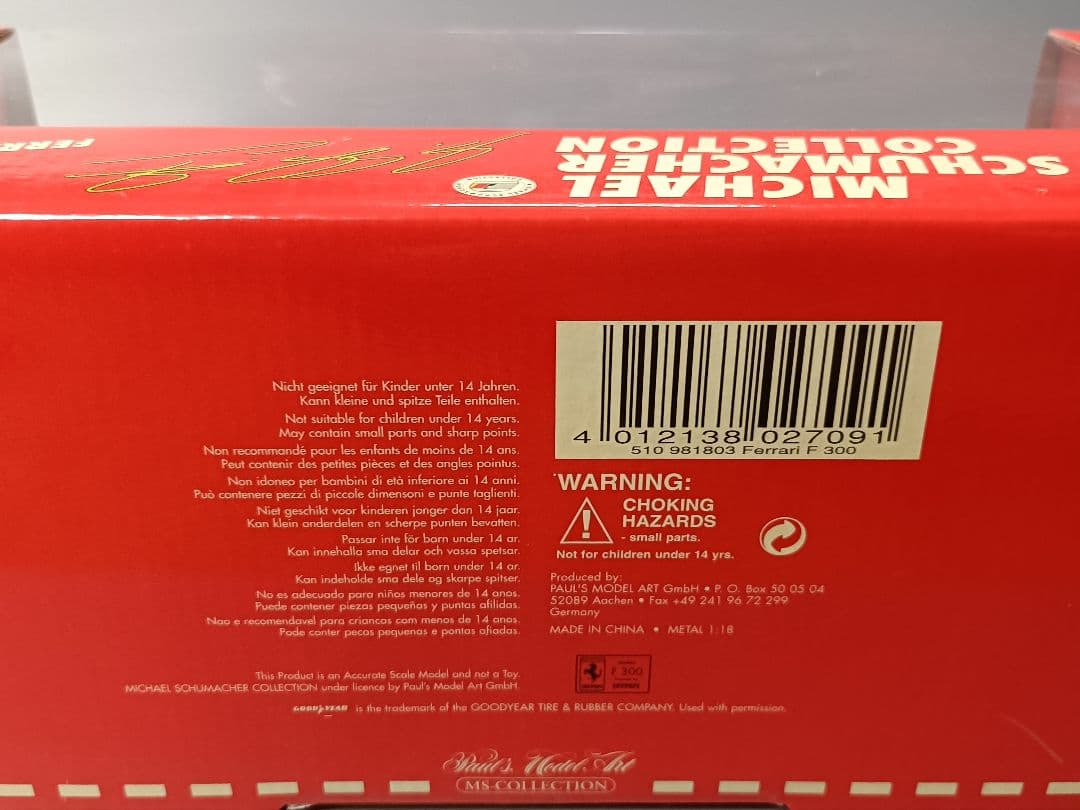 MICHAEL
SCHUMACHER
COLLECTION
FERR
4 012138 027091
510 981803 Ferrari F 300
Nicht geeignet für Kinder unter 14 Jahren.
Kann kleine und spitze Teile enthalten.
Not suitable for children under 14 years.
May contain small parts and sharp points.
Non recommandé pour les enfants de moins de 14 ans.
Peut contenir des petites pièces et des angles pointus.
Non idoneo per bambini di età inferiore ai 14 anni.
Può contenere pezzi di piccole dimensoni e punte taglienti.
Niet geschikt voor kinderen jonger dan 14 jaar.
Kan klein onderdelen en scherpe punten bevatten.
Passar inte för barn under 14 ar.
Kan innehalla sma delar och vassa spetsar.
Ikke egnet til born under 14 ar.
Kan indeholde sma dele og skarpe spitser.
No es adecuado para niños menores de 14 anos.
Puede contener piezas pequeñas y puntas afilidas.
Nao e recomendavel para criancas com menos de 14 anos.
Pode conter pecas pequenas e pontas afiadas.
WARNING:
CHOKING
HAZARDS
- small parts.
Not for children under 14 yrs.
Produced by:
PAUL'S MODEL ART GmbH • P. O. Box 50 05 04
52089 Aachen • Fax +49 241 96 72 299
Germany
MADE IN CHINA • METAL 1:18
F 300
This Product is an Accurate Scale Model and not a Toy.
MICHAEL SCHUMACHER COLLECTION under licence by Paul's Model Art GmbH.
GOODYEAR is the trademark of the GOODYEAR TIRE & RUBBER COMPANY. Used with permission.
Paul's Model Art
MS-COLLECTION